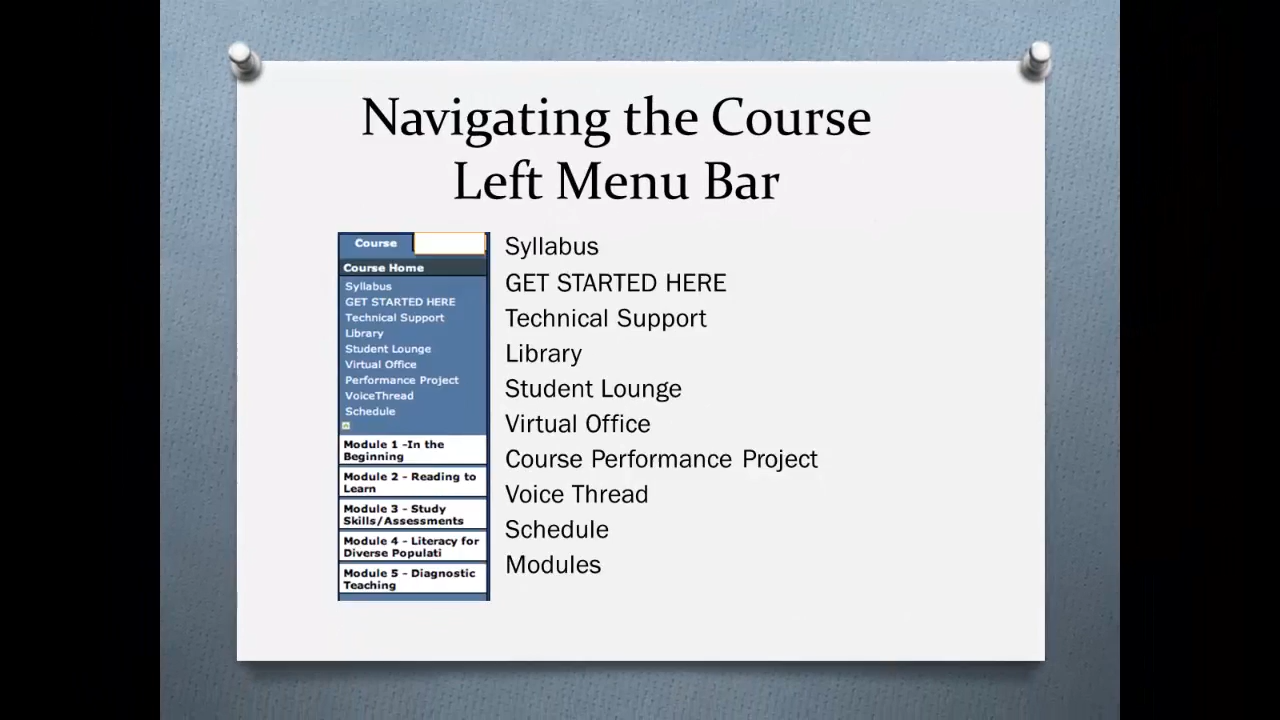 Navigating the Course
Left Menu Bar
Course
Course Home
Syllabus
GET STARTED HERE
Technical Support
Library
Student Lounge
Virtual Office
Performance Project
VoiceThread
Schedule
Module 1 -In the
Beginning
Module 2 - Reading to
Learn
Module 3 - Study
Skills/Assessments
Module 4 - Literacy for
Diverse Populati
Module 5 - Diagnostic
Teaching
Syllabus
GET STARTED HERE
Technical Support
Library
Student Lounge
Virtual Office
Course Performance Project
Voice Thread
Schedule
Modules